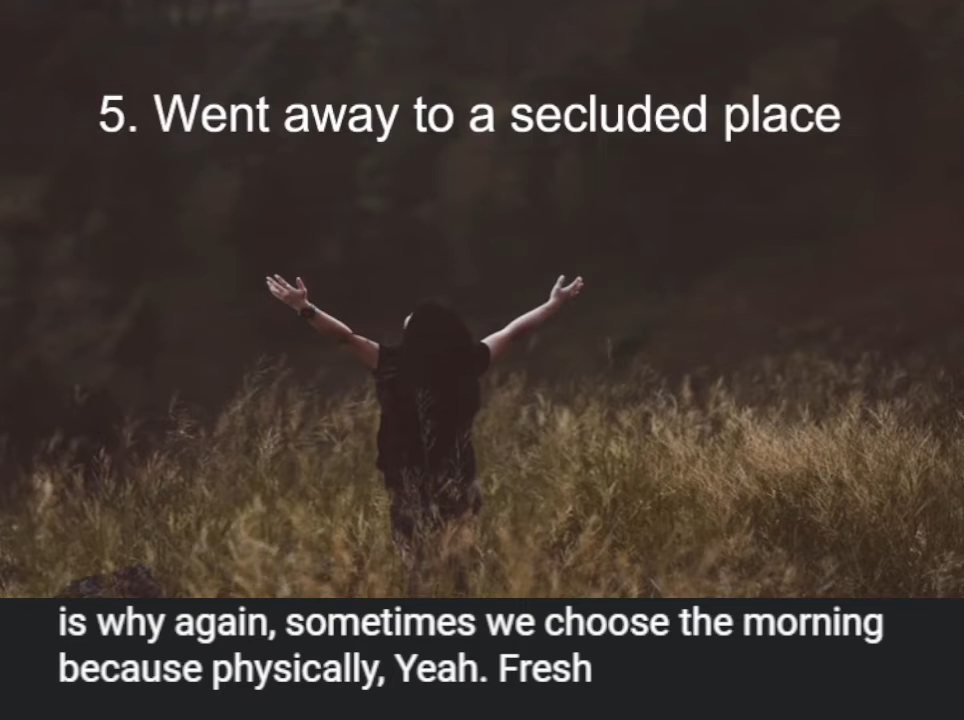 5. Went away to a secluded place
is why again, sometimes we choose the morning
because physically, Yeah. Fresh